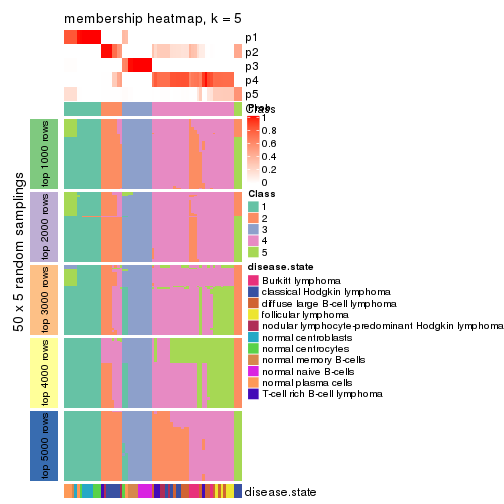 membership heatmap, k = 5
p1
p2
p3
p4
p5
Prob
Class
1
0.8
0.6
0.4
0.2
0
Class
1
2
3
4
5
disease.state
Burkitt lymphoma
classical Hodgkin lymphoma
diffuse large B-cell lymphoma
follicular lymphoma
nodular lymphocyte-predominant Hodgkin lymphoma
normal centroblasts
normal centrocytes
normal memory B-cells
normal naive B-cells
normal plasma cells
T-cell rich B-cell lymphoma
50 x 5 random samplings
top 1000 rows
top 2000 rows
top 3000 rows
top 4000 rows
top 5000 rows
disease.state